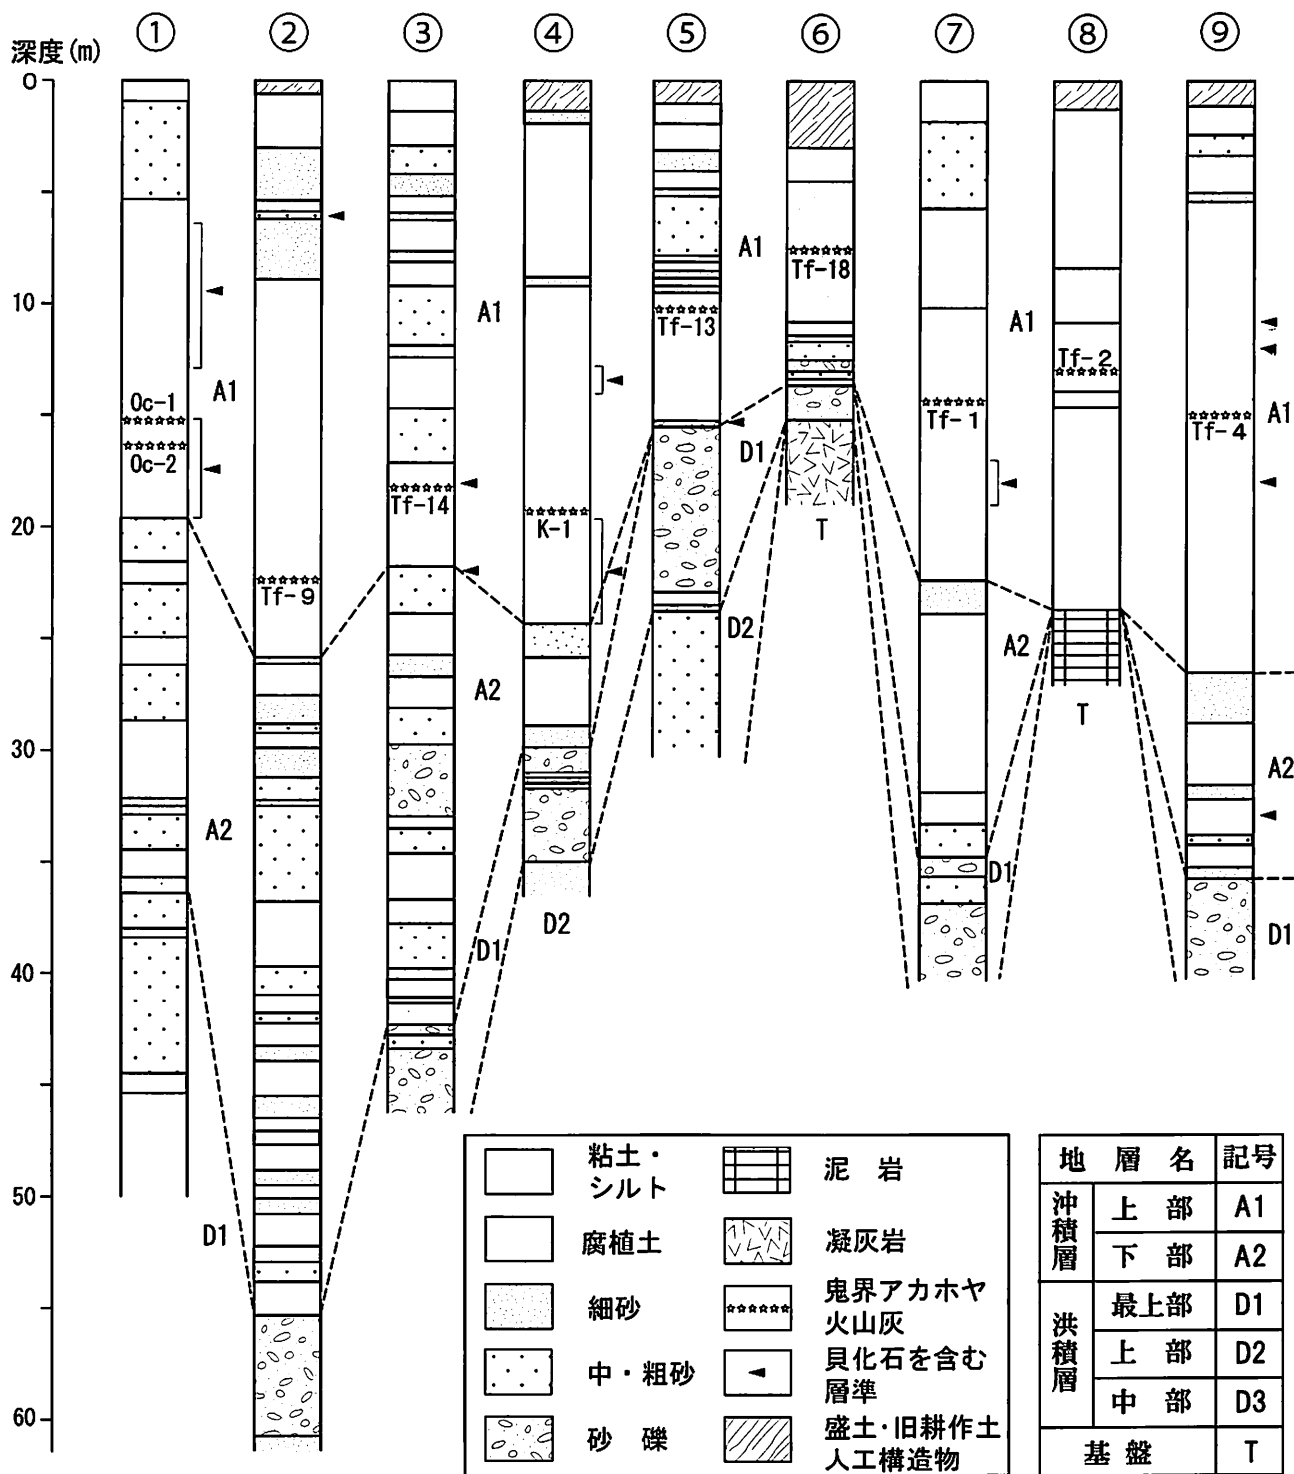 ① ② ③ ④ ⑤ ⑥ ⑦ ⑧ ⑨
深度(m)
0
10
20
30
40
50
60
Oc-1
Oc-2
A1
A2
D1
Tf-9
Tf-14
A1
A2
D1
K-1
D2
Tf-13
A1
D1
D2
Tf-18
T
Tf-1
A1
A2
D1
Tf-2
T
Tf-4
A1
A2
D1
粘土・
シルト
腐植土
細砂
中・粗砂
砂 礫
泥 岩
凝灰岩
鬼界アカホヤ
火山灰
貝化石を含む
層準
盛土・旧耕作土
人工構造物
地 層 名 記号
沖積層 上 部 A1
下 部 A2
洪積層 最上部 D1
上 部 D2
中 部 D3
基 盤 T